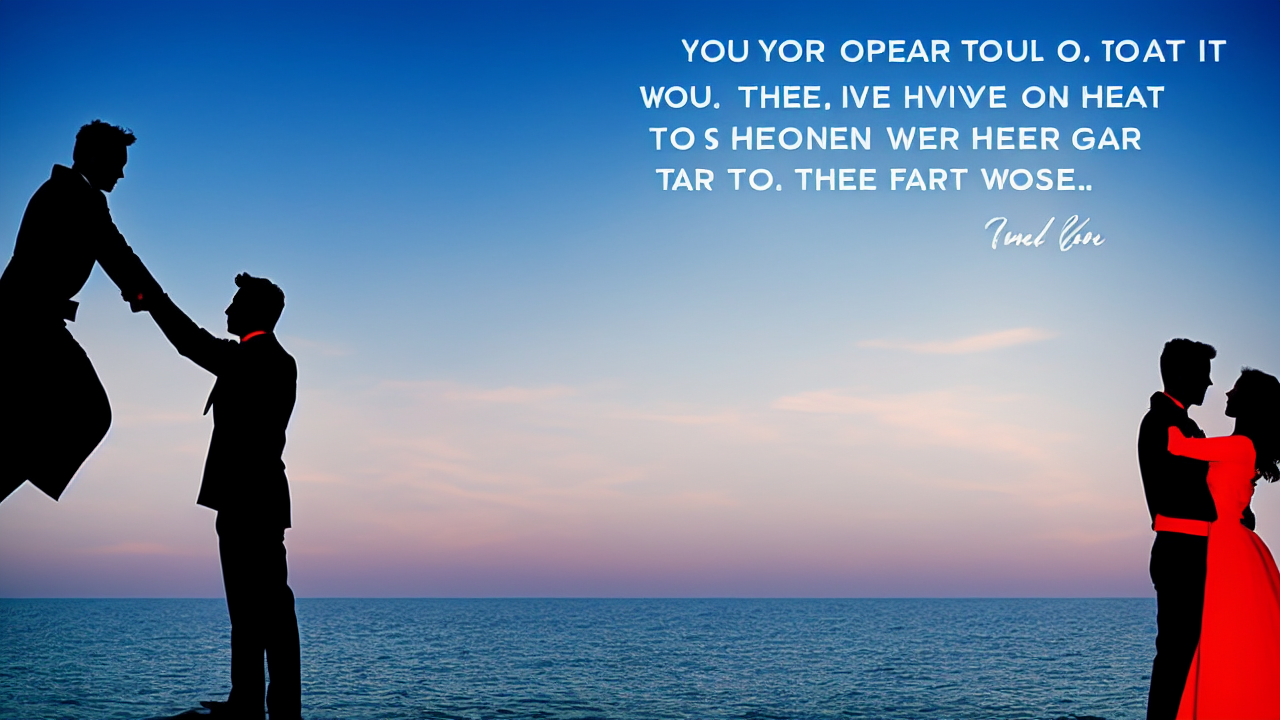 YOU YOR OPEAR TOUL O. TOAT IT
WOU. THEE, IVE HVIVE ON HEAT
TO S HEONEN WER HEER GAR
TAR TO. THEE FART WOSE..